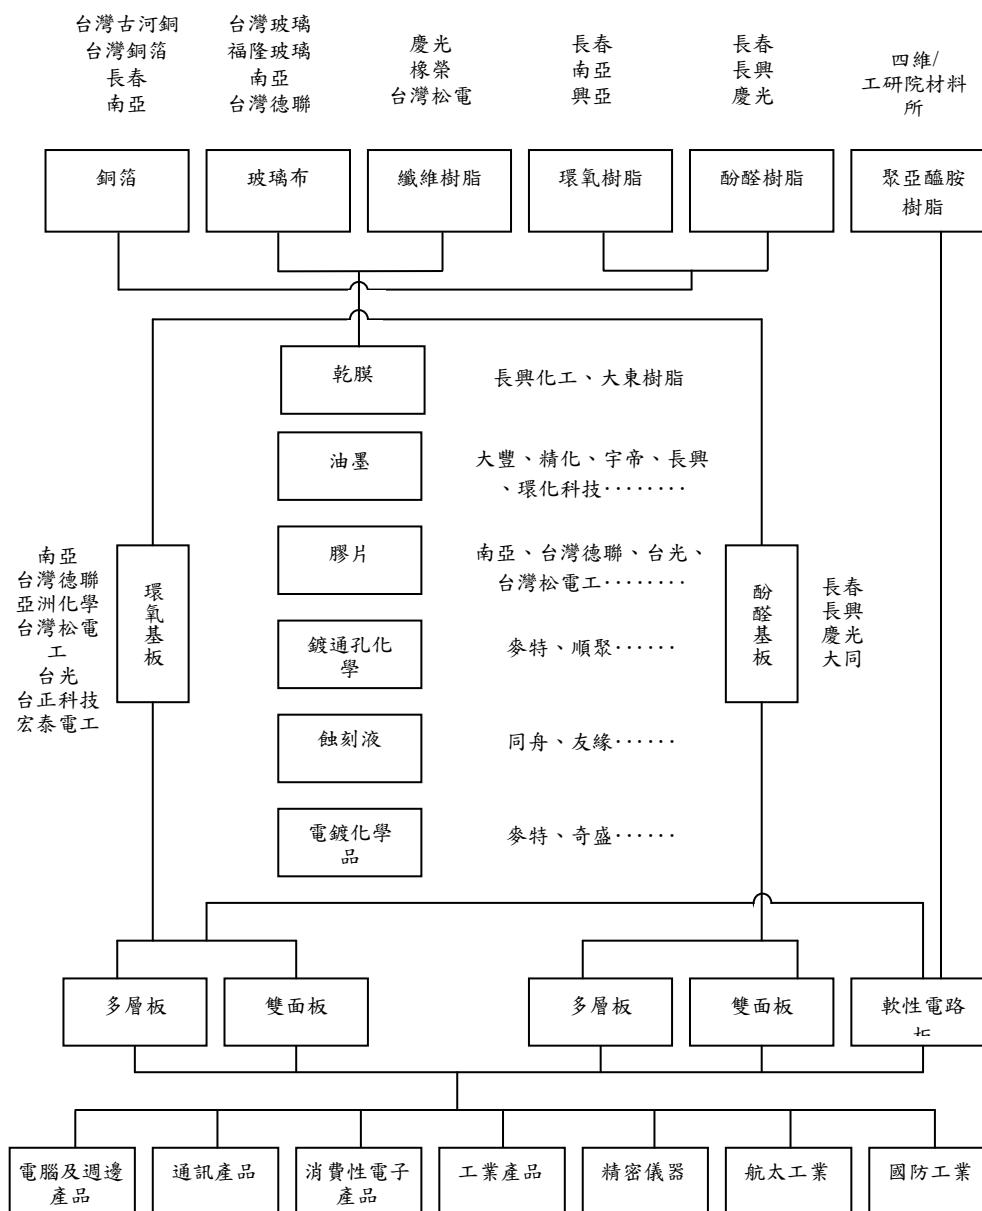 台灣古河銅
台灣銅箔
長春
南亞
台灣玻璃
福隆玻璃
南亞
台灣德聯
慶光
橡榮
台灣松電
長春
南亞
興亞
長春
長興
慶光
四維/
工研院材料
所
銅箔
玻璃布
纖維樹脂
環氧樹脂
酚醛樹脂
聚亞醯胺
樹脂
乾膜
長興化工、大東樹脂
油墨
大豐、精化、宇帝、長興
、環化科技‧‧‧‧‧‧‧‧
膠片
南亞、台灣德聯、台光、
台灣松電工‧‧‧‧‧‧‧‧
鍍通孔化
學
麥特、順聚‧‧‧‧‧‧
蝕刻液
同舟、友緣‧‧‧‧‧‧
電鍍化學
品
麥特、奇盛‧‧‧‧‧‧
南亞
台灣德聯
亞洲化學
台灣松電
工
台光
台正科技
宏泰電工
環氧基板
酚醛基板
長春
長興
慶光
大同
多層板
雙面板
多層板
雙面板
軟性電路
電腦及週邊
產品
通訊產品
消費性電子
產品
工業產品
精密儀器
航太工業
國防工業